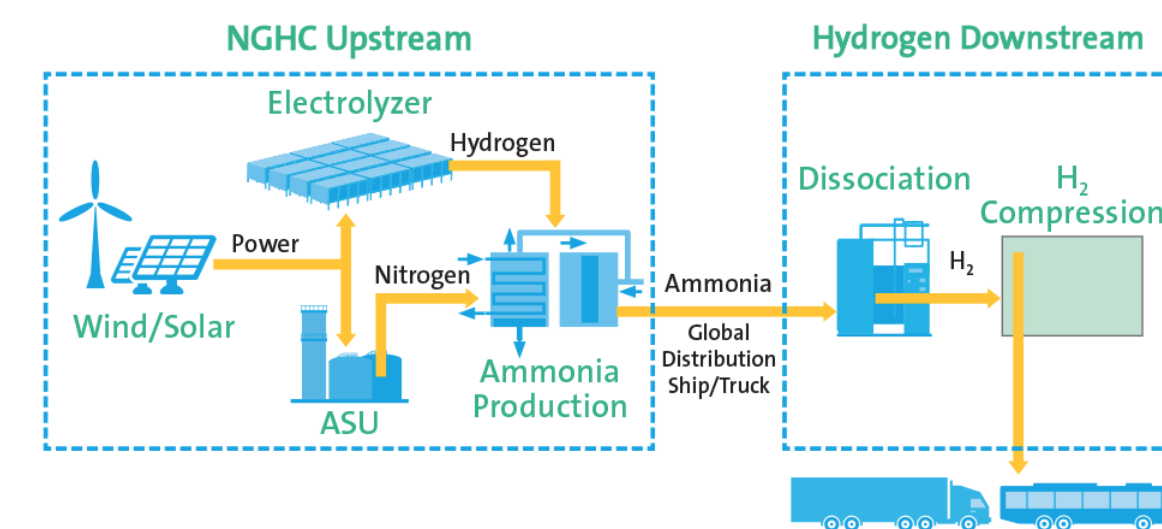 NGHC Upstream
Hydrogen Downstream
Electrolyzer
Hydrogen
Power
Wind/Solar
Nitrogen
ASU
Ammonia
Production
Ammonia
Global
Distribution
Ship/Truck
Dissociation
H₂
H₂
Compression